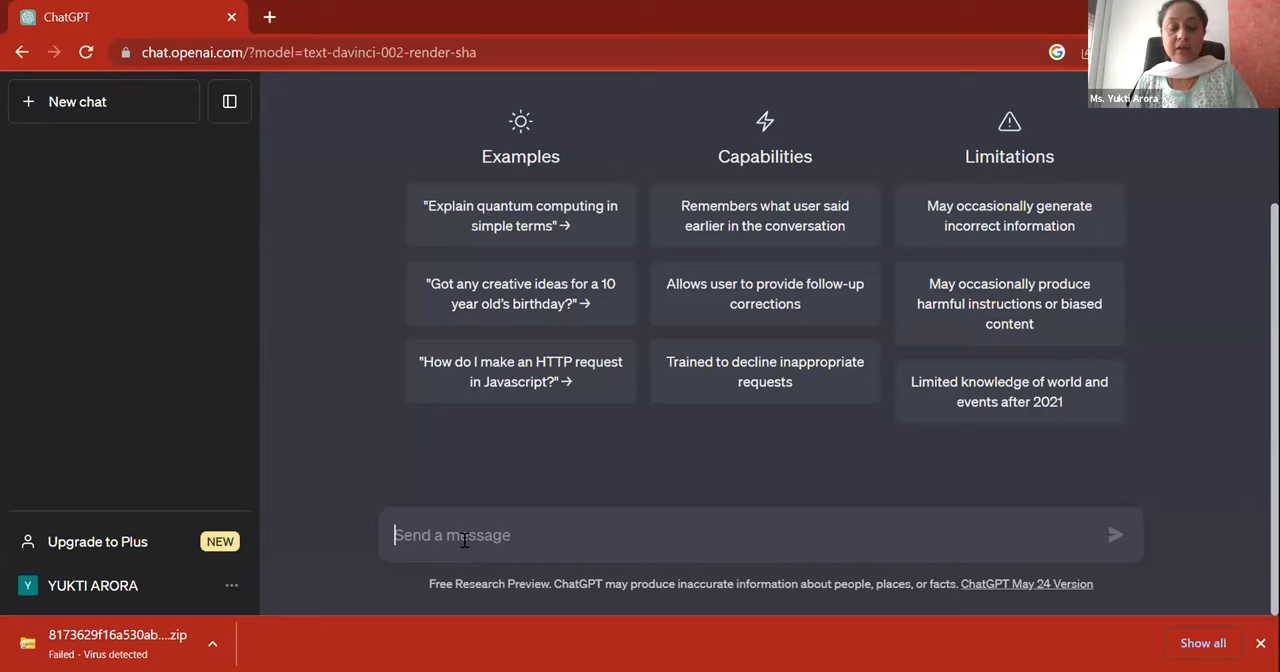 ChatGPT
chat.openai.com/?model=text-davinci-002-render-sha
Ms. Yukti Arora
New chat
Examples
Capabilities
Limitations
"Explain quantum computing in
simple terms" →
Remembers what user said
earlier in the conversation
May occasionally generate
incorrect information
"Got any creative ideas for a 10
year old's birthday?" →
Allows user to provide follow-up
corrections
May occasionally produce
harmful instructions or biased
content
"How do I make an HTTP request
in Javascript?" →
Trained to decline inappropriate
requests
Limited knowledge of world and
events after 2021
Send a message
Free Research Preview. ChatGPT may produce inaccurate information about people, places, or facts. ChatGPT May 24 Version
Upgrade to Plus NEW
Y YUKTI ARORA
8173629f16a530ab....zip
Failed - Virus detected
Show all